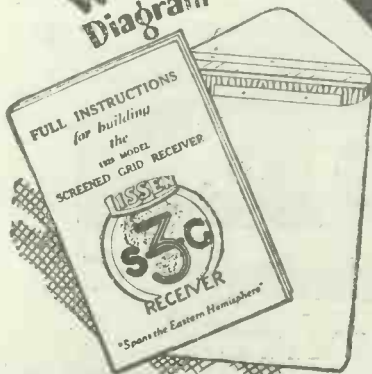 Diagram
FULL INSTRUCTIONS
for building
the
MODEL
SCREENED GRID RECEIVER
LISSEN
S3G
RECEIVER
"Spans the Eastern Hemisphere"